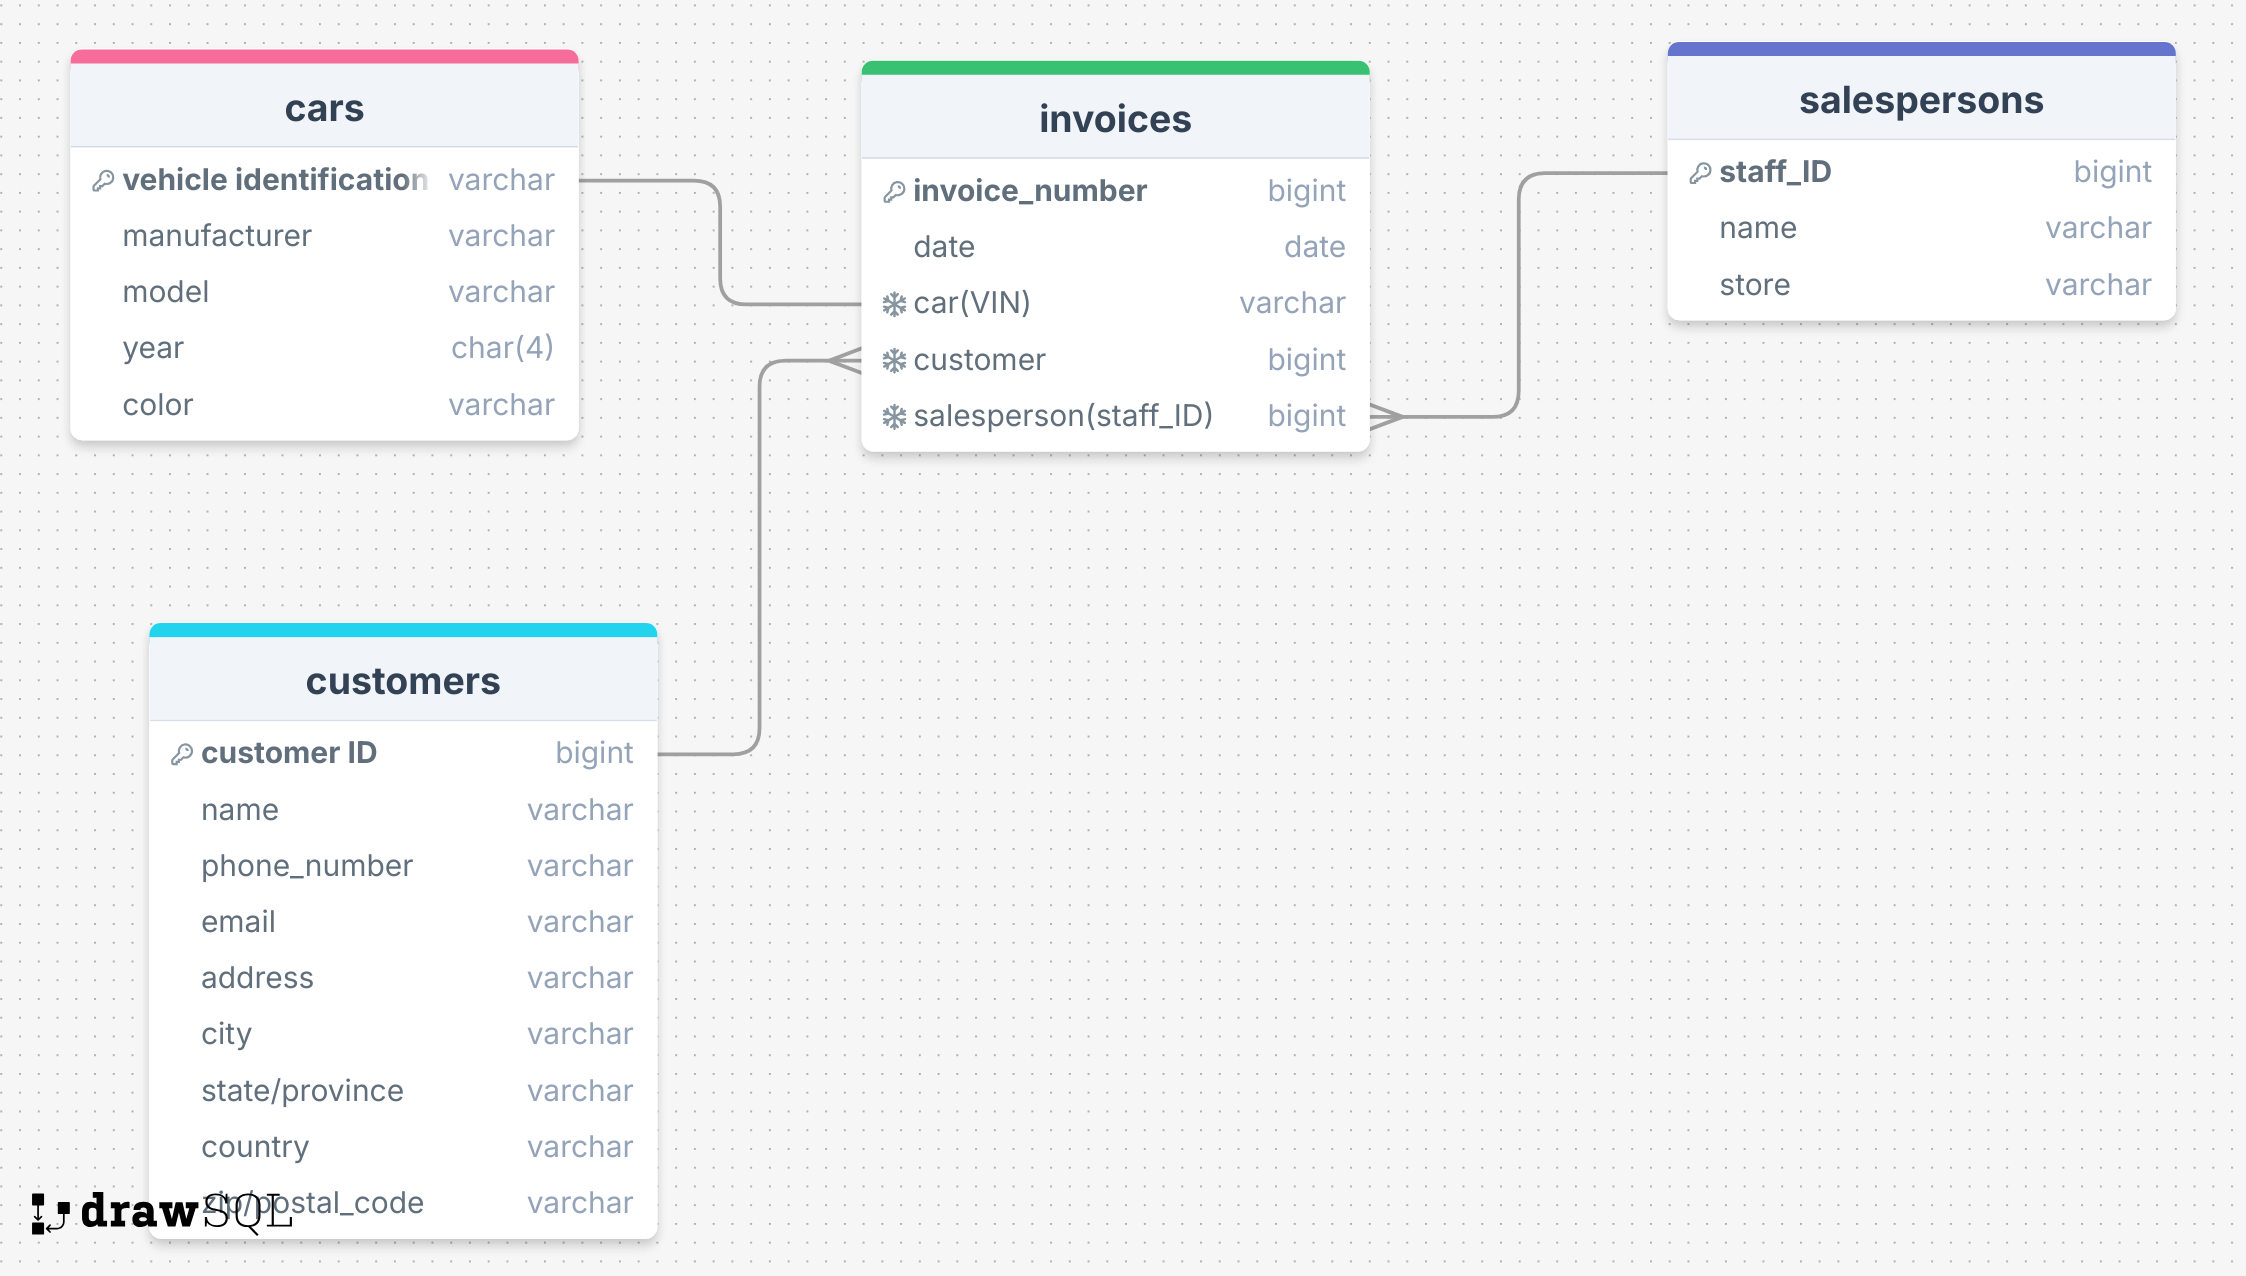 cars
vehicle identification varchar
manufacturer varchar
model varchar
year char(4)
color varchar
invoices
invoice_number bigint
date date
car(VIN) varchar
customer bigint
salesperson(staff_ID) bigint
salespersons
staff_ID bigint
name varchar
store varchar
customers
customer ID bigint
name varchar
phone_number varchar
email varchar
address varchar
city varchar
state/province varchar
country varchar
zip/postal_code varchar
drawSQL